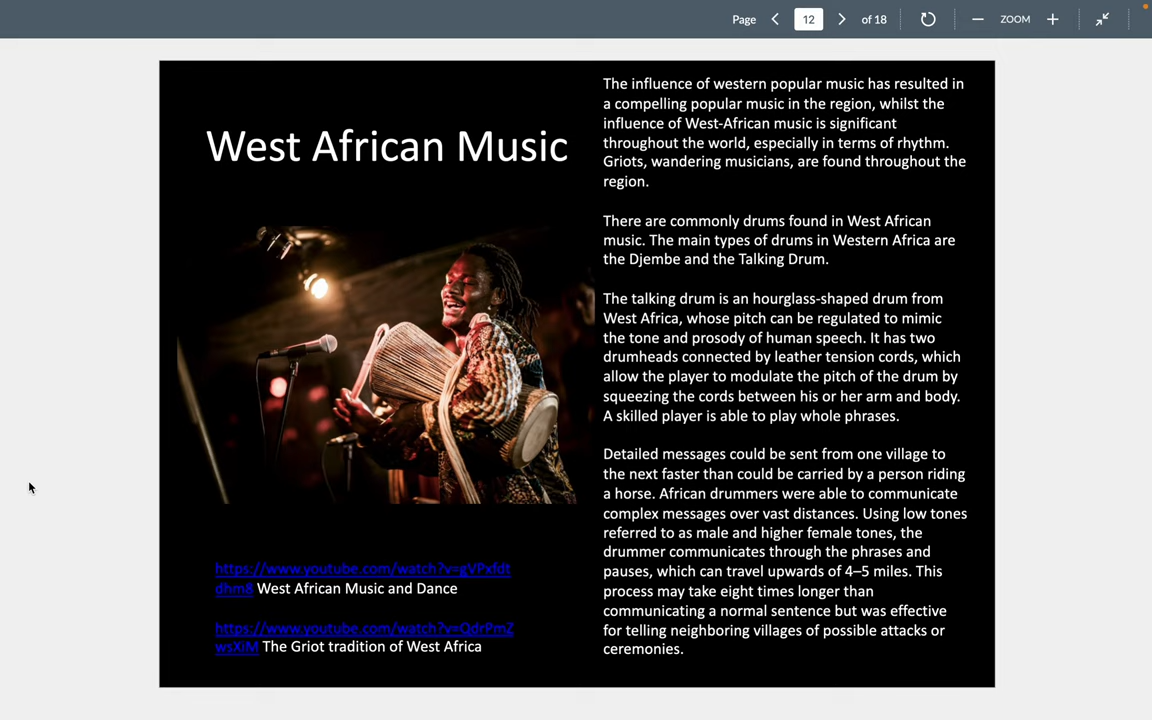 Page 12 of 18 ZOOM
West African Music
https://www.youtube.com/watch?v=gVPxfdt
dhm8 West African Music and Dance
https://www.youtube.com/watch?v=QdrPmZ
wsXiM The Griot tradition of West Africa
The influence of western popular music has resulted in
a compelling popular music in the region, whilst the
influence of West-African music is significant
throughout the world, especially in terms of rhythm.
Griots, wandering musicians, are found throughout the
region.
There are commonly drums found in West African
music. The main types of drums in Western Africa are
the Djembe and the Talking Drum.
The talking drum is an hourglass-shaped drum from
West Africa, whose pitch can be regulated to mimic
the tone and prosody of human speech. It has two
drumheads connected by leather tension cords, which
allow the player to modulate the pitch of the drum by
squeezing the cords between his or her arm and body.
A skilled player is able to play whole phrases.
Detailed messages could be sent from one village to
the next faster than could be carried by a person riding
a horse. African drummers were able to communicate
complex messages over vast distances. Using low tones
referred to as male and higher female tones, the
drummer communicates through the phrases and
pauses, which can travel upwards of 4–5 miles. This
process may take eight times longer than
communicating a normal sentence but was effective
for telling neighboring villages of possible attacks or
ceremonies.